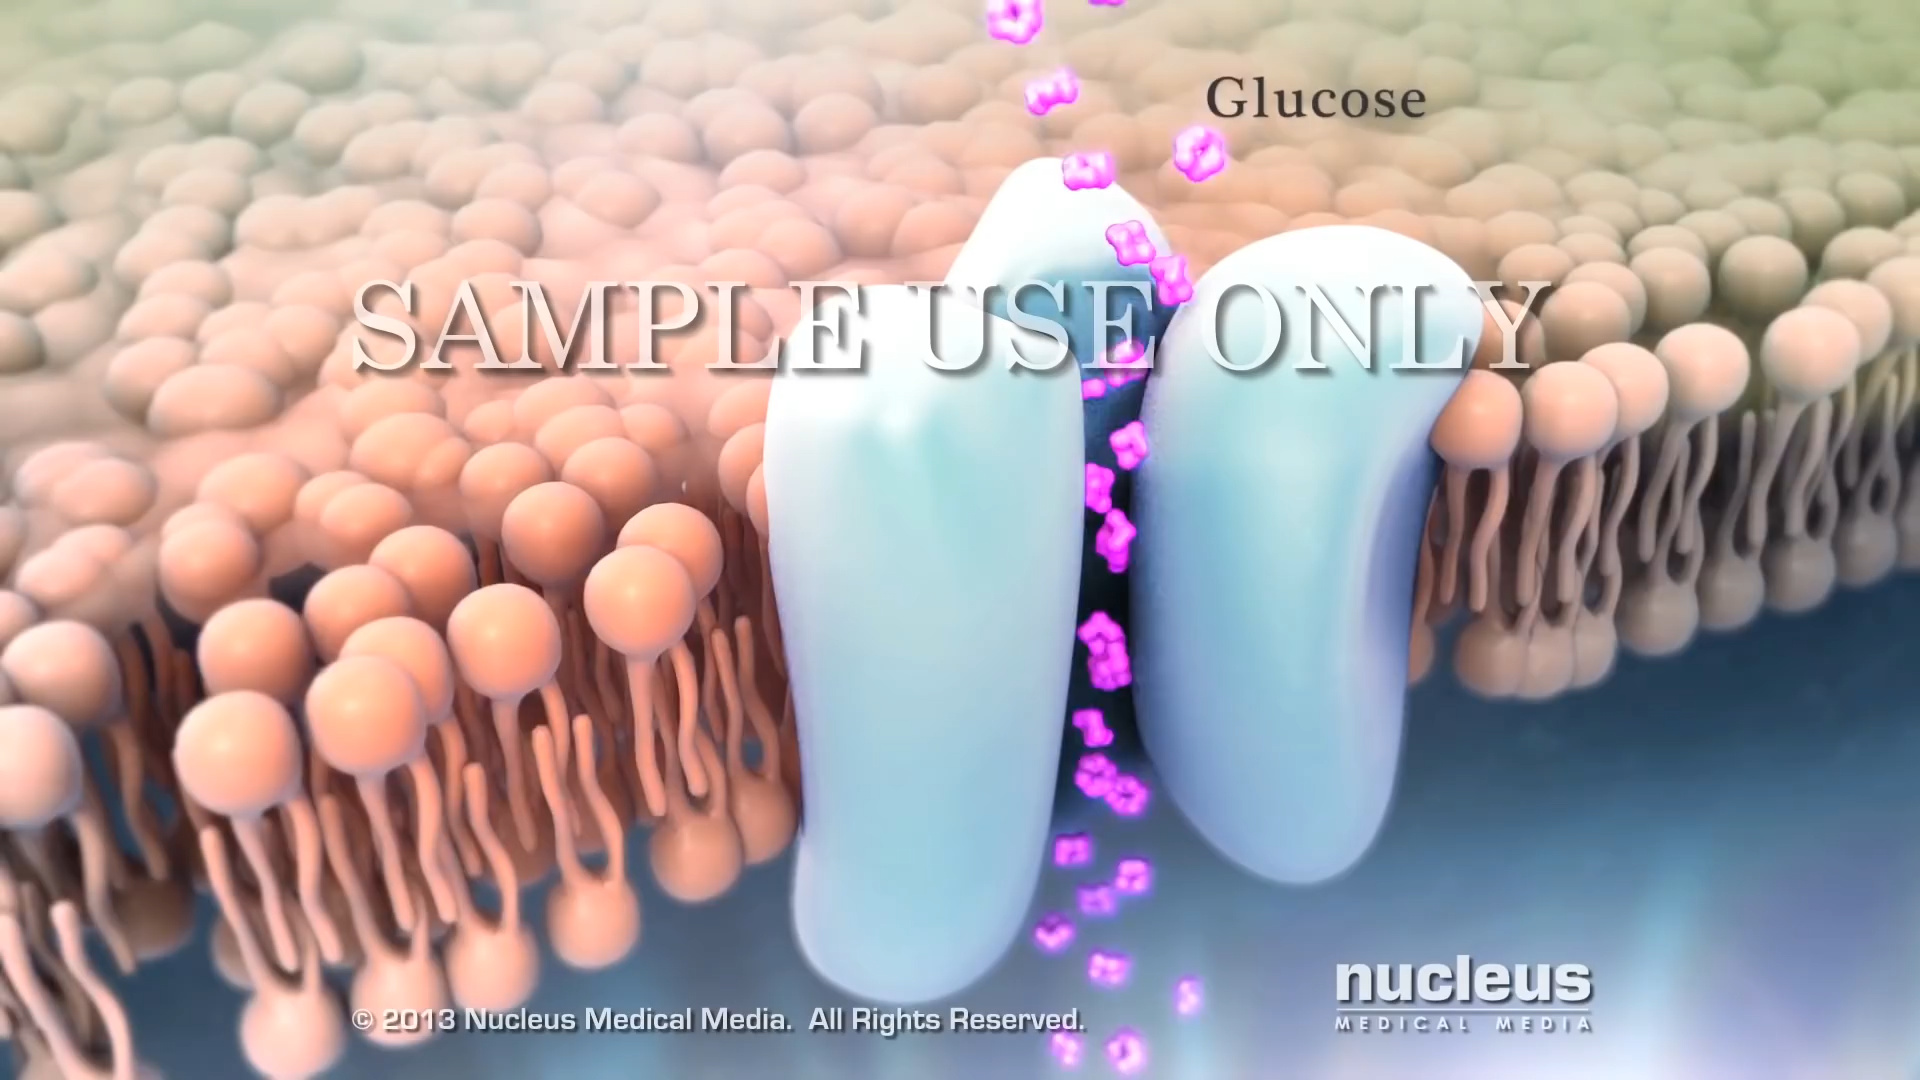 Glucose
SAMPLE USE ONLY
nucleus
MEDICAL MEDIA
© 2013 Nucleus Medical Media. All Rights Reserved.